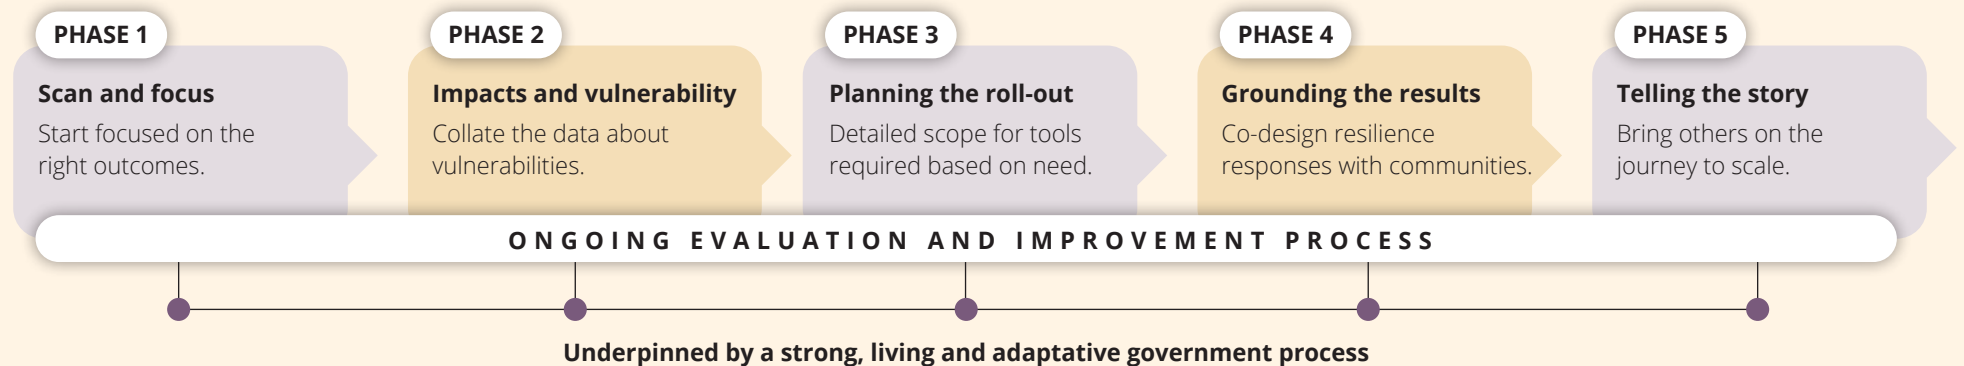 PHASE 1
Scan and focus
Start focused on the
right outcomes.
PHASE 2
Impacts and vulnerability
Collate the data about
vulnerabilities.
PHASE 3
Planning the roll-out
Detailed scope for tools
required based on need.
PHASE 4
Grounding the results
Co-design resilience
responses with communities.
PHASE 5
Telling the story
Bring others on the
journey to scale.
ONGOING EVALUATION AND IMPROVEMENT PROCESS
Underpinned by a strong, living and adaptative government process